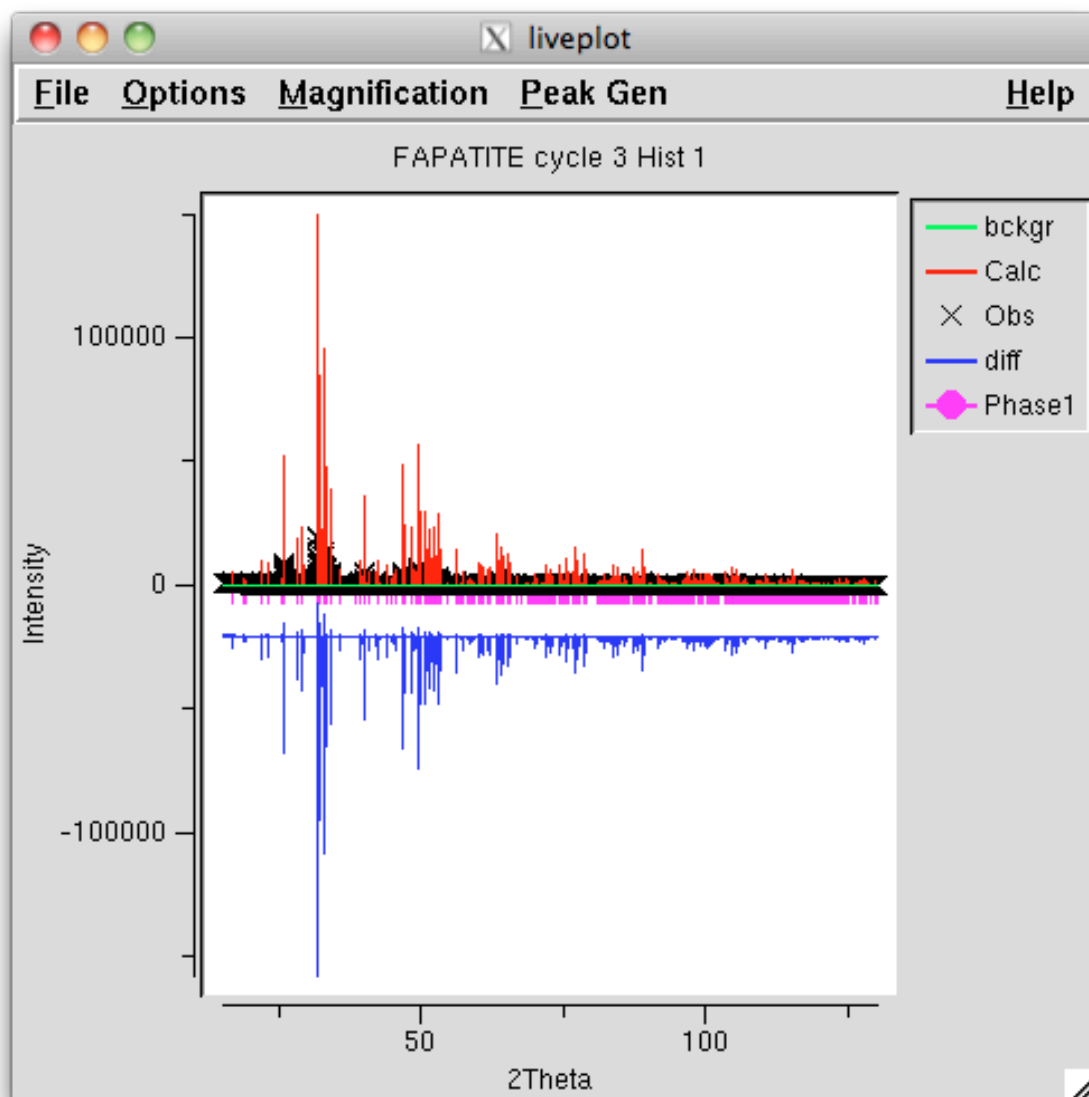 liveplot
File Options Magnification Peak Gen Help
FAPATITE cycle 3 Hist 1
bckgr
Calc
Obs
diff
Phase1
Intensity
100000
0
-100000
50 100
2Theta